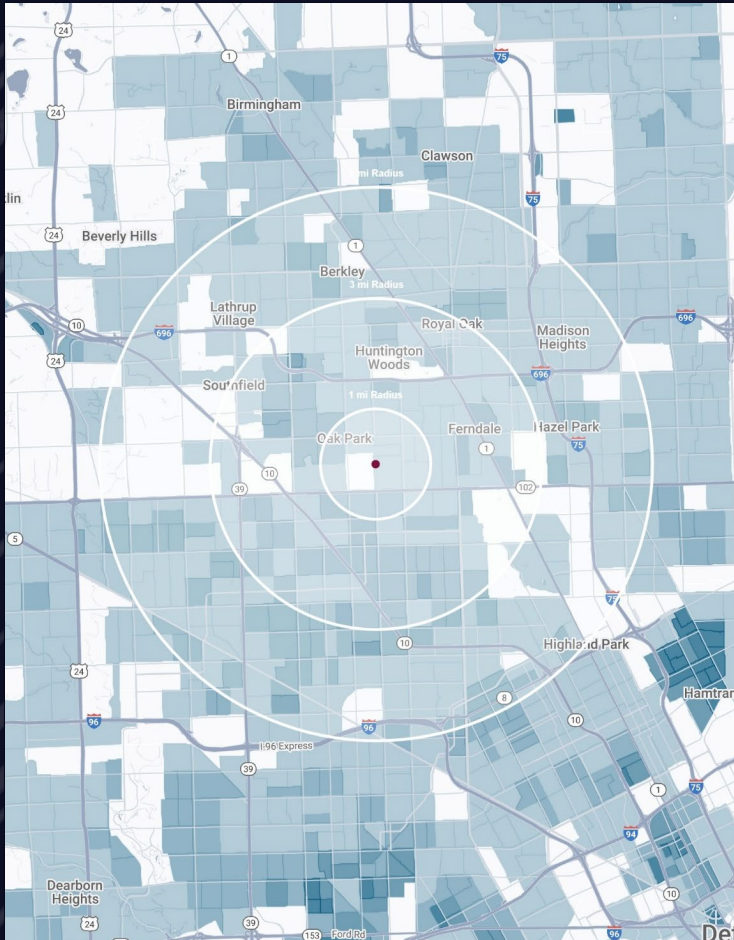 24
1
75
Birmingham
24
Clawson
mi Radius
75
lin
24
Beverly Hills
1
Berkley
3 mi Radius
Lathrup
Village
10
696
696
Royal Oak
Madison
Heights
Huntington
Woods
24
696
Southfield
1 mi Radius
Oak Park
Ferndale
Hazel Park
1
75
10
39
102
5
75
10
Highland Park
24
8
Hamtran
10
96
96
I-96 Express
39
75
1
94
Dearborn
Heights
10
24
39
153
Ford Rd
96
Det